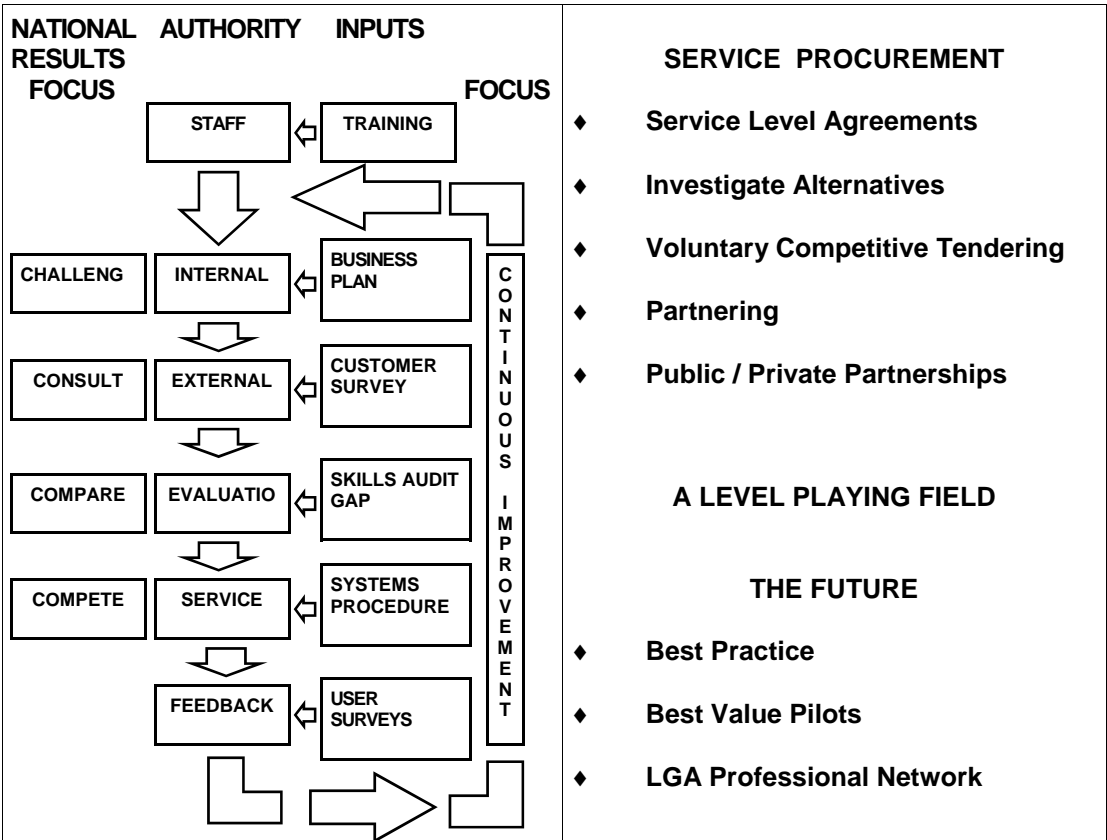 NATIONAL AUTHORITY INPUTS
RESULTS
FOCUS FOCUS
STAFF TRAINING
CHALLENG INTERNAL BUSINESS
PLAN
CONSULT EXTERNAL CUSTOMER
SURVEY
COMPARE EVALUATIO SKILLS AUDIT
GAP
COMPETE SERVICE SYSTEMS
PROCEDURE
FEEDBACK USER
SURVEYS
CONTINUOUS IMPROVEMENT
SERVICE PROCUREMENT
♦ Service Level Agreements
♦ Investigate Alternatives
♦ Voluntary Competitive Tendering
♦ Partnering
♦ Public / Private Partnerships
A LEVEL PLAYING FIELD
THE FUTURE
♦ Best Practice
♦ Best Value Pilots
♦ LGA Professional Network